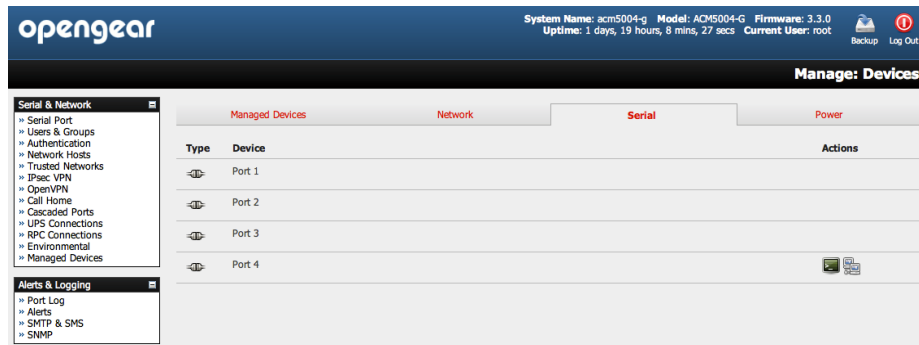 opengear
System Name: acm5004-g Model: ACM5004-G Firmware: 3.3.0
Uptime: 1 days, 19 hours, 8 mins, 27 secs Current User: root
Backup
Log Out
Manage: Devices
Serial & Network
» Serial Port
» Users & Groups
» Authentication
» Network Hosts
» Trusted Networks
» IPsec VPN
» OpenVPN
» Call Home
» Cascaded Ports
» UPS Connections
» RPC Connections
» Environmental
» Managed Devices
Alerts & Logging
» Port Log
» Alerts
» SMTP & SMS
» SNMP
Managed Devices
Network
Serial
Power
Type Device Actions
Port 1
Port 2
Port 3
Port 4